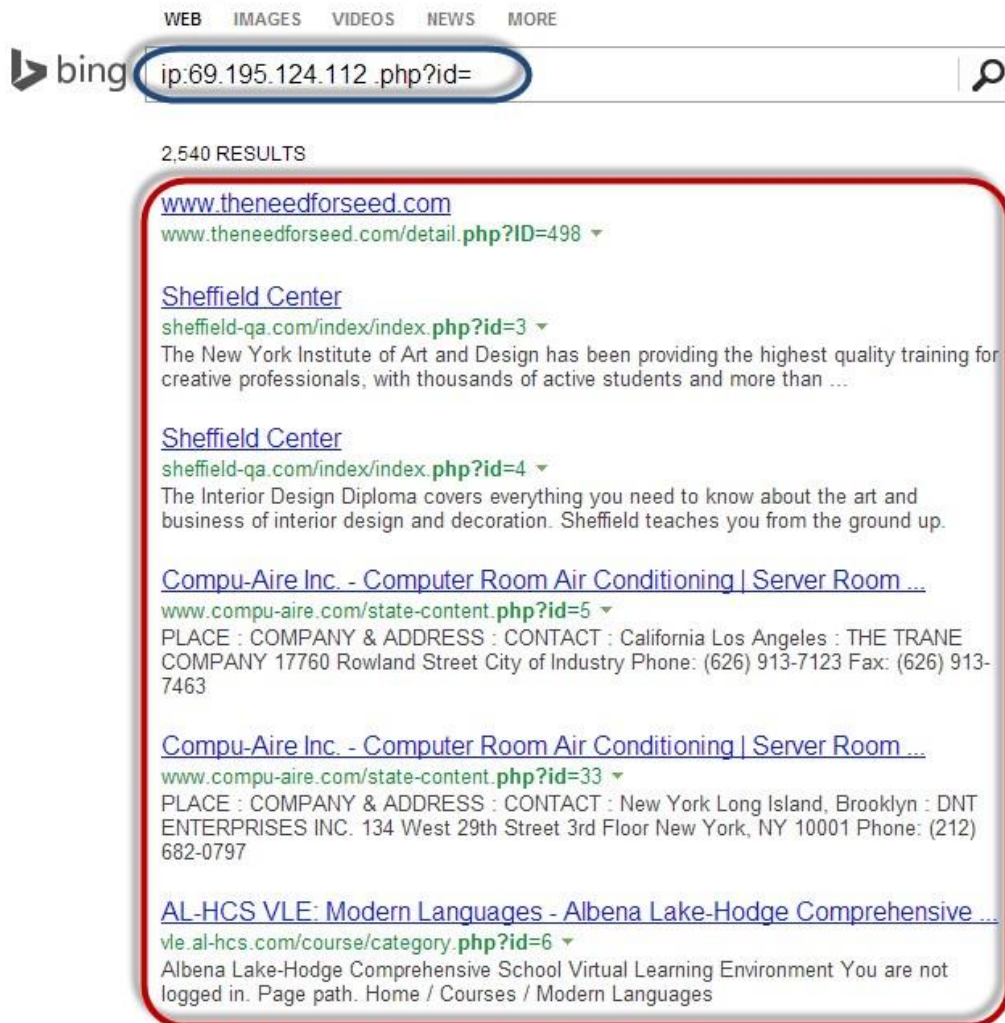 WEB IMAGES VIDEOS NEWS MORE
bing
ip:69.195.124.112 .php?id=
2,540 RESULTS
www.theneedforseed.com
www.theneedforseed.com/detail.php?ID=498
Sheffield Center
sheffield-qa.com/index/index.php?id=3
The New York Institute of Art and Design has been providing the highest quality training for
creative professionals, with thousands of active students and more than ...
Sheffield Center
sheffield-qa.com/index/index.php?id=4
The Interior Design Diploma covers everything you need to know about the art and
business of interior design and decoration. Sheffield teaches you from the ground up.
Compu-Aire Inc. - Computer Room Air Conditioning | Server Room ...
www.compu-aire.com/state-content.php?id=5
PLACE : COMPANY & ADDRESS : CONTACT : California Los Angeles : THE TRANE
COMPANY 17760 Rowland Street City of Industry Phone: (626) 913-7123 Fax: (626) 913-
7463
Compu-Aire Inc. - Computer Room Air Conditioning | Server Room ...
www.compu-aire.com/state-content.php?id=33
PLACE : COMPANY & ADDRESS : CONTACT : New York Long Island, Brooklyn : DNT
ENTERPRISES INC. 134 West 29th Street 3rd Floor New York, NY 10001 Phone: (212)
682-0797
AL-HCS VLE: Modern Languages - Albena Lake-Hodge Comprehensive ...
vle.al-hcs.com/course/category.php?id=6
Albena Lake-Hodge Comprehensive School Virtual Learning Environment You are not
logged in. Page path. Home / Courses / Modern Languages